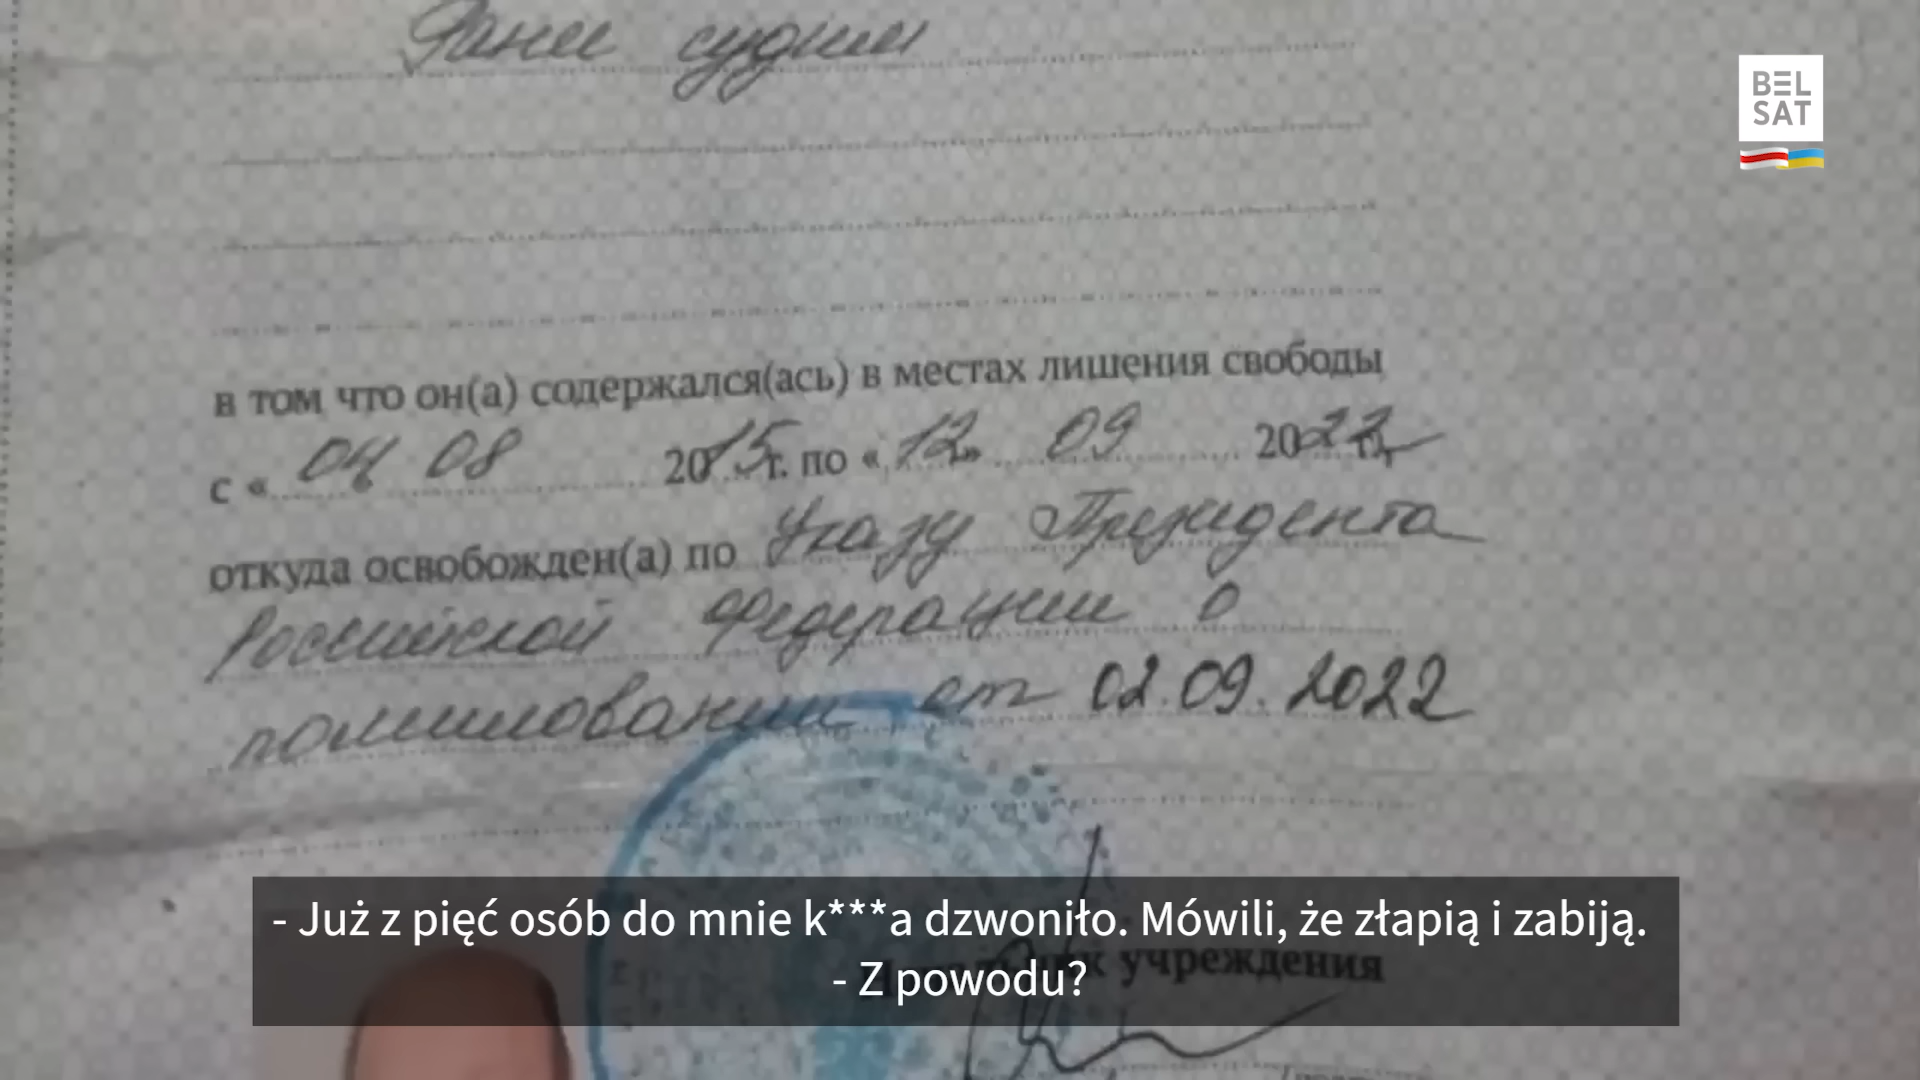 Ранее судим
BEL
SAT
в том что он(а) содержался(ась) в местах лишения свободы
с « 04 08 2015 г. по « 12 » 09 2022 г.
откуда освобожден(а) по Указу Президента
Российской Федерации о
помиловании от 02.09.2022
- Już z pięć osób do mnie k***a dzwoniło. Mówili, że złapią i zabiją.
учреждения
- Z powodu?